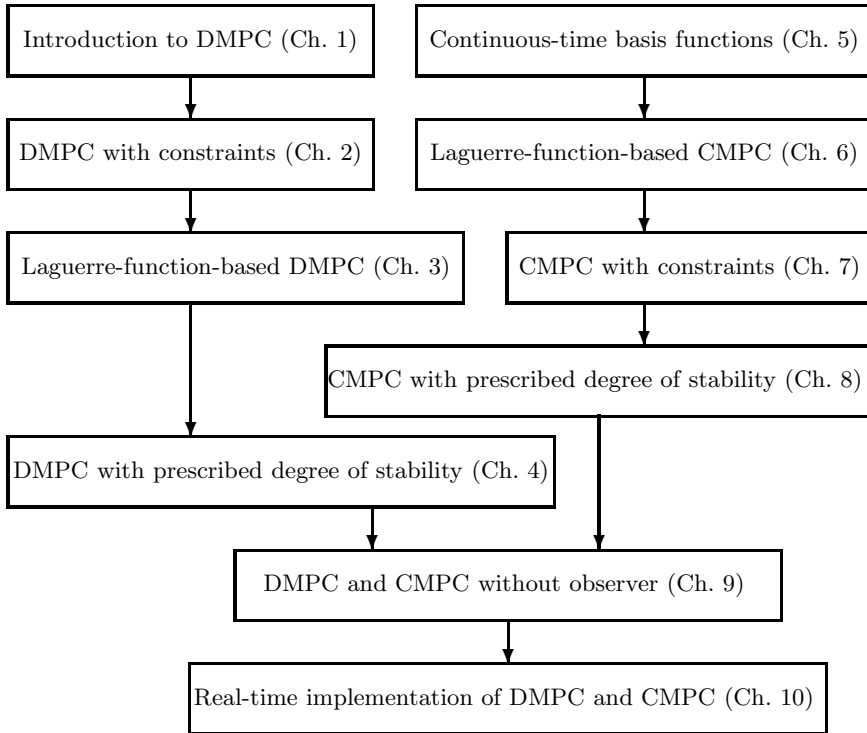 Introduction to DMPC (Ch. 1)
Continuous-time basis functions (Ch. 5)
DMPC with constraints (Ch. 2)
Laguerre-function-based CMPC (Ch. 6)
Laguerre-function-based DMPC (Ch. 3)
CMPC with constraints (Ch. 7)
CMPC with prescribed degree of stability (Ch. 8)
DMPC with prescribed degree of stability (Ch. 4)
DMPC and CMPC without observer (Ch. 9)
Real-time implementation of DMPC and CMPC (Ch. 10)